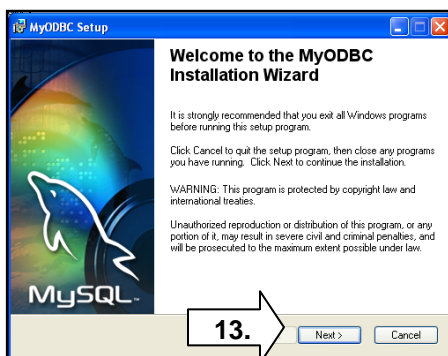 MyODBC Setup
Welcome to the MyODBC
Installation Wizard
It is strongly recommended that you exit all Windows programs
before running this setup program.
Click Cancel to quit the setup program, then close any programs
you have running. Click Next to continue the installation.
WARNING: This program is protected by copyright law and
international treaties.
Unauthorized reproduction or distribution of this program, or any
portion of it, may result in severe civil and criminal penalties, and
will be prosecuted to the maximum extent possible under law.
MySQL
13.
Next >
Cancel